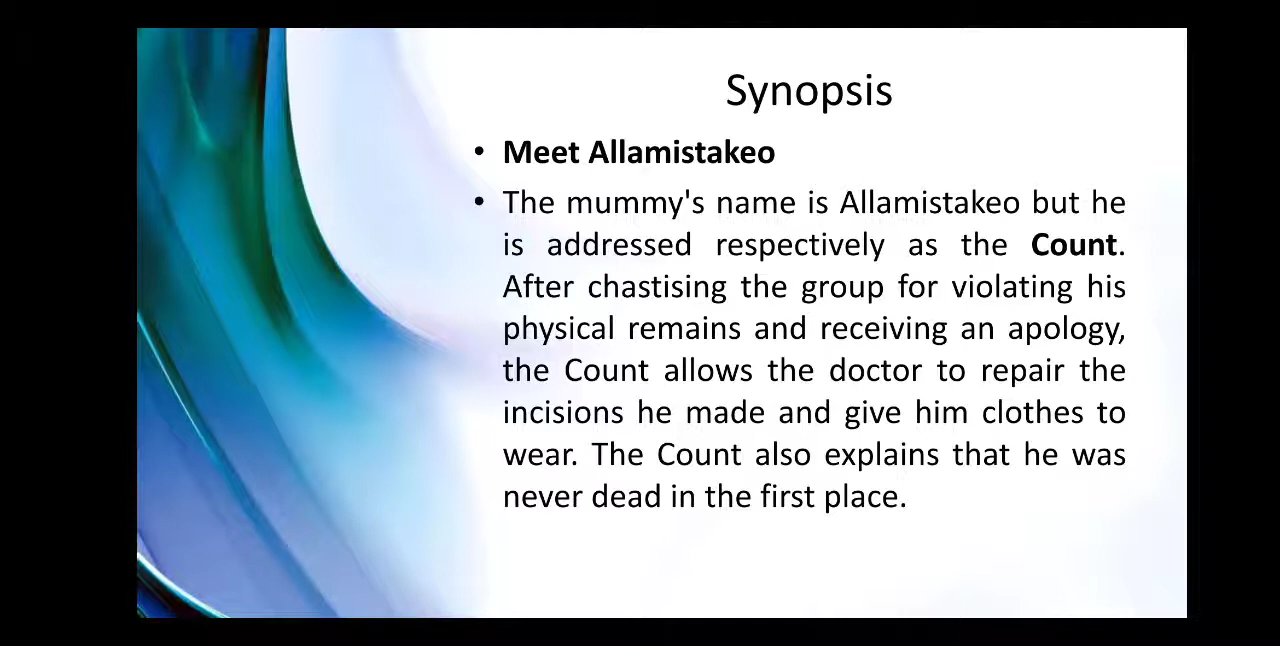 Synopsis
• Meet Allamistakeo
• The mummy's name is Allamistakeo but he
is addressed respectively as the Count.
After chastising the group for violating his
physical remains and receiving an apology,
the Count allows the doctor to repair the
incisions he made and give him clothes to
wear. The Count also explains that he was
never dead in the first place.